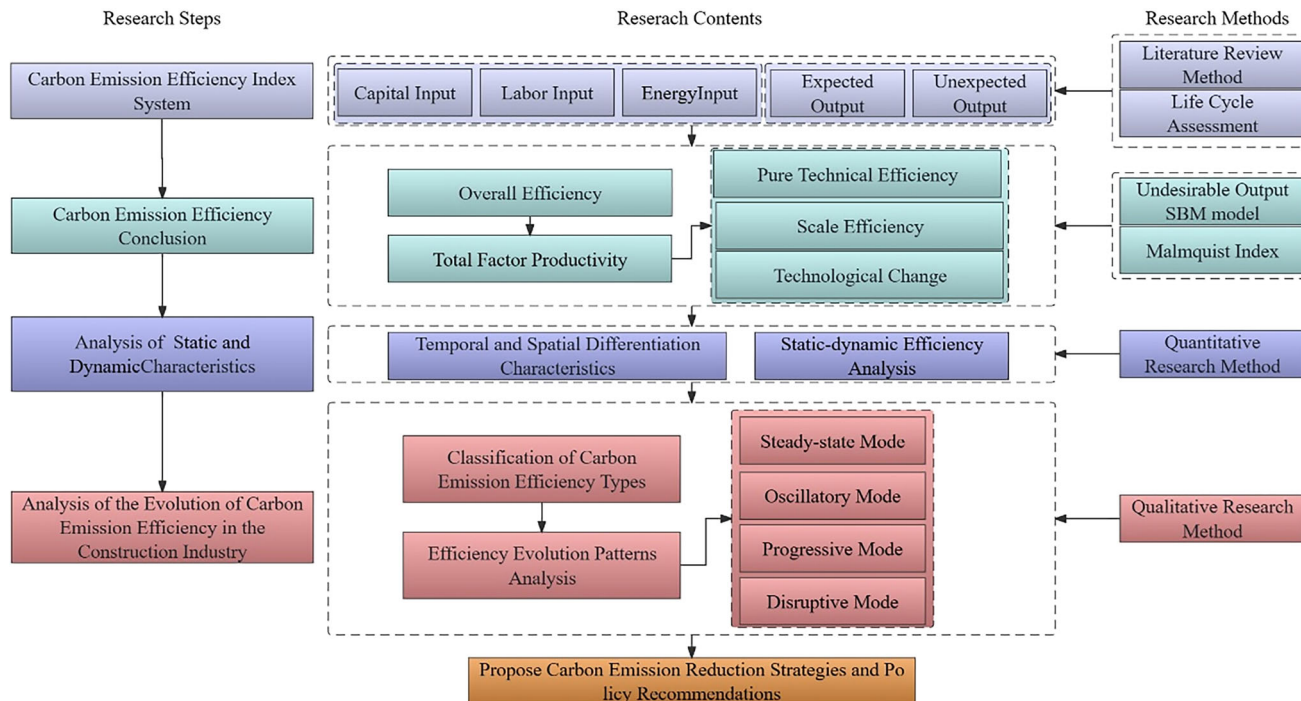 Research Steps
Reserach Contents
Research Methods
Carbon Emission Efficiency Index
System
Capital Input
Labor Input
EnergyInput
Expected
Output
Unexpected
Output
Literature Review
Method
Life Cycle
Assessment
Carbon Emission Efficiency
Conclusion
Overall Efficiency
Total Factor Productivity
Pure Technical Efficiency
Scale Efficiency
Technological Change
Undesirable Output
SBM model
Malmquist Index
Analysis of Static and
DynamicCharacteristics
Temporal and Spatial Differentiation
Characteristics
Static-dynamic Efficiency
Analysis
Quantitative
Research Method
Analysis of the Evolution of Carbon
Emission Efficiency in the
Construction Industry
Classification of Carbon
Emission Efficiency Types
Efficiency Evolution Patterns
Analysis
Steady-state Mode
Oscillatory Mode
Progressive Mode
Disruptive Mode
Qualitative Research
Method
Propose Carbon Emission Reduction Strategies and Po
licy Recommendations